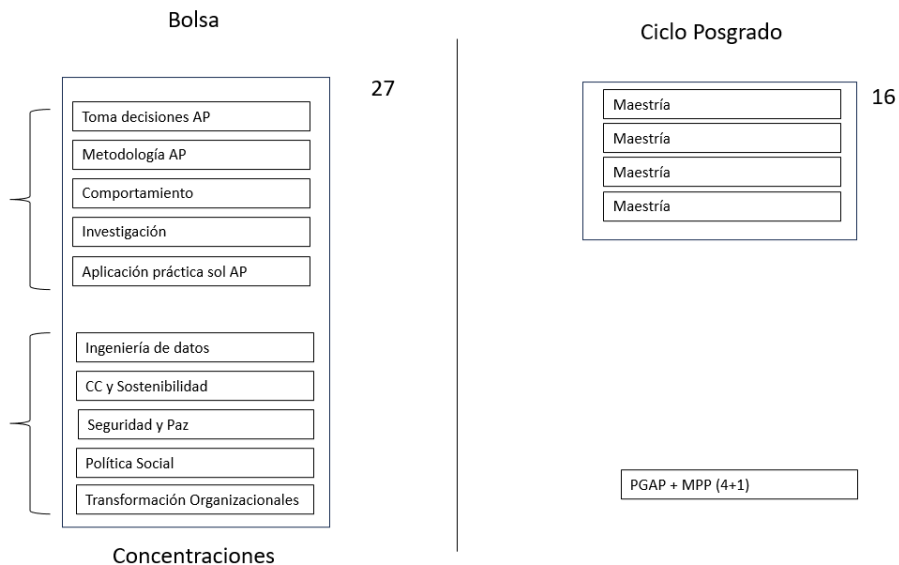 Bolsa
27
Toma decisiones AP
Metodología AP
Comportamiento
Investigación
Aplicación práctica sol AP
Ingeniería de datos
CC y Sostenibilidad
Seguridad y Paz
Política Social
Transformación Organizacionales
Concentraciones
Ciclo Posgrado
16
Maestría
Maestría
Maestría
Maestría
PGAP + MPP (4+1)